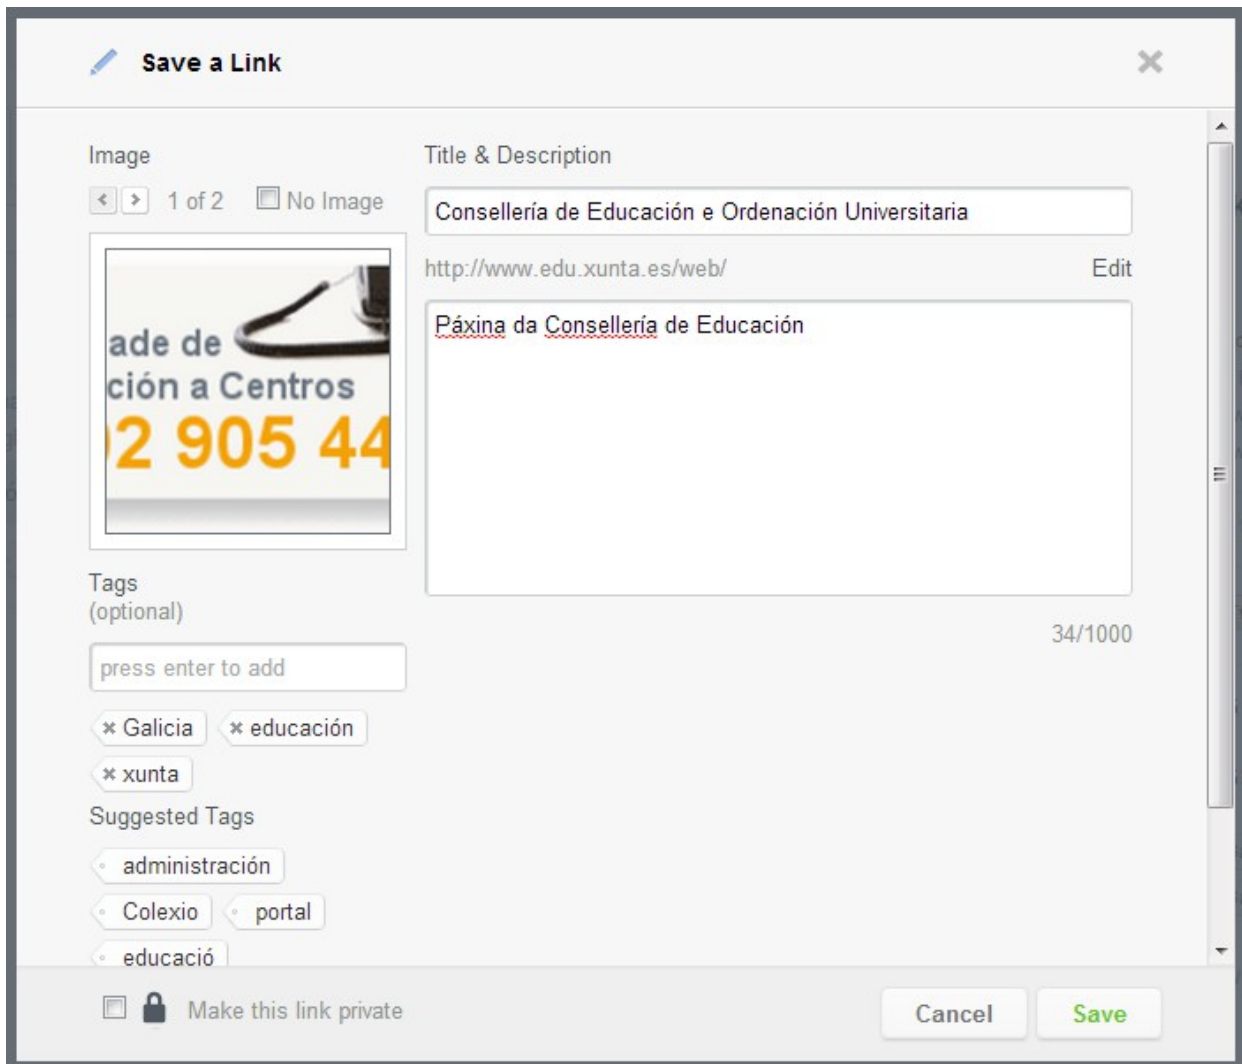 Save a Link
Image
1 of 2 No Image
ade de
ción a Centros
02 905 44
Tags
(optional)
press enter to add
Galicia educación
xunta
Suggested Tags
administración
Colexio portal
educació
Title & Description
Consellería de Educación e Ordenación Universitaria
http://www.edu.xunta.es/web/ Edit
Páxina da Consellería de Educación
34/1000
Make this link private
Cancel Save